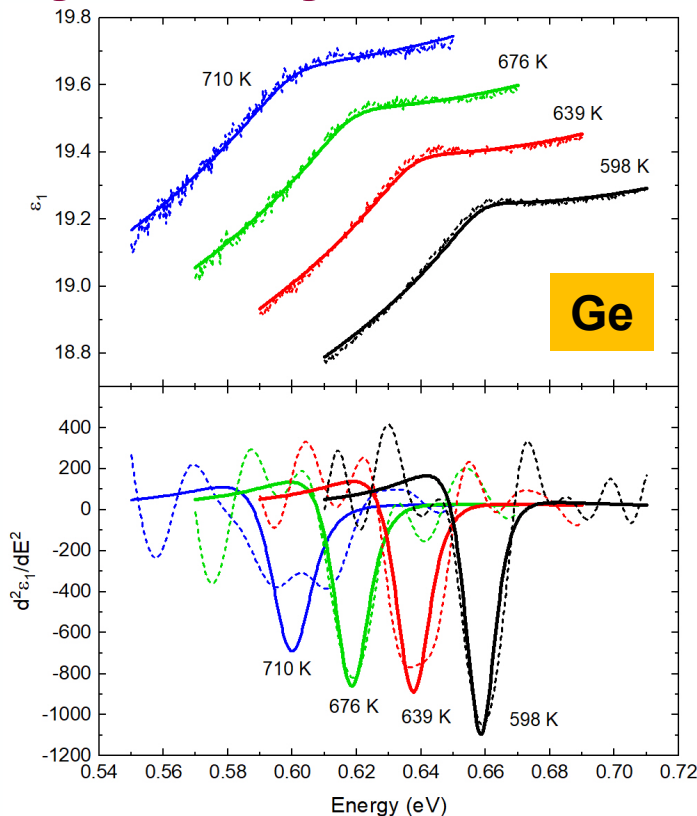 19.8
19.6
19.4
19.2
19.0
18.8
ε₁
710 K
676 K
639 K
598 K
Ge
400
200
0
-200
-400
-600
-800
-1000
-1200
d²ε₁/dE²
710 K
676 K
639 K
598 K
0.54 0.56 0.58 0.60 0.62 0.64 0.66 0.68 0.70 0.72
Energy (eV)